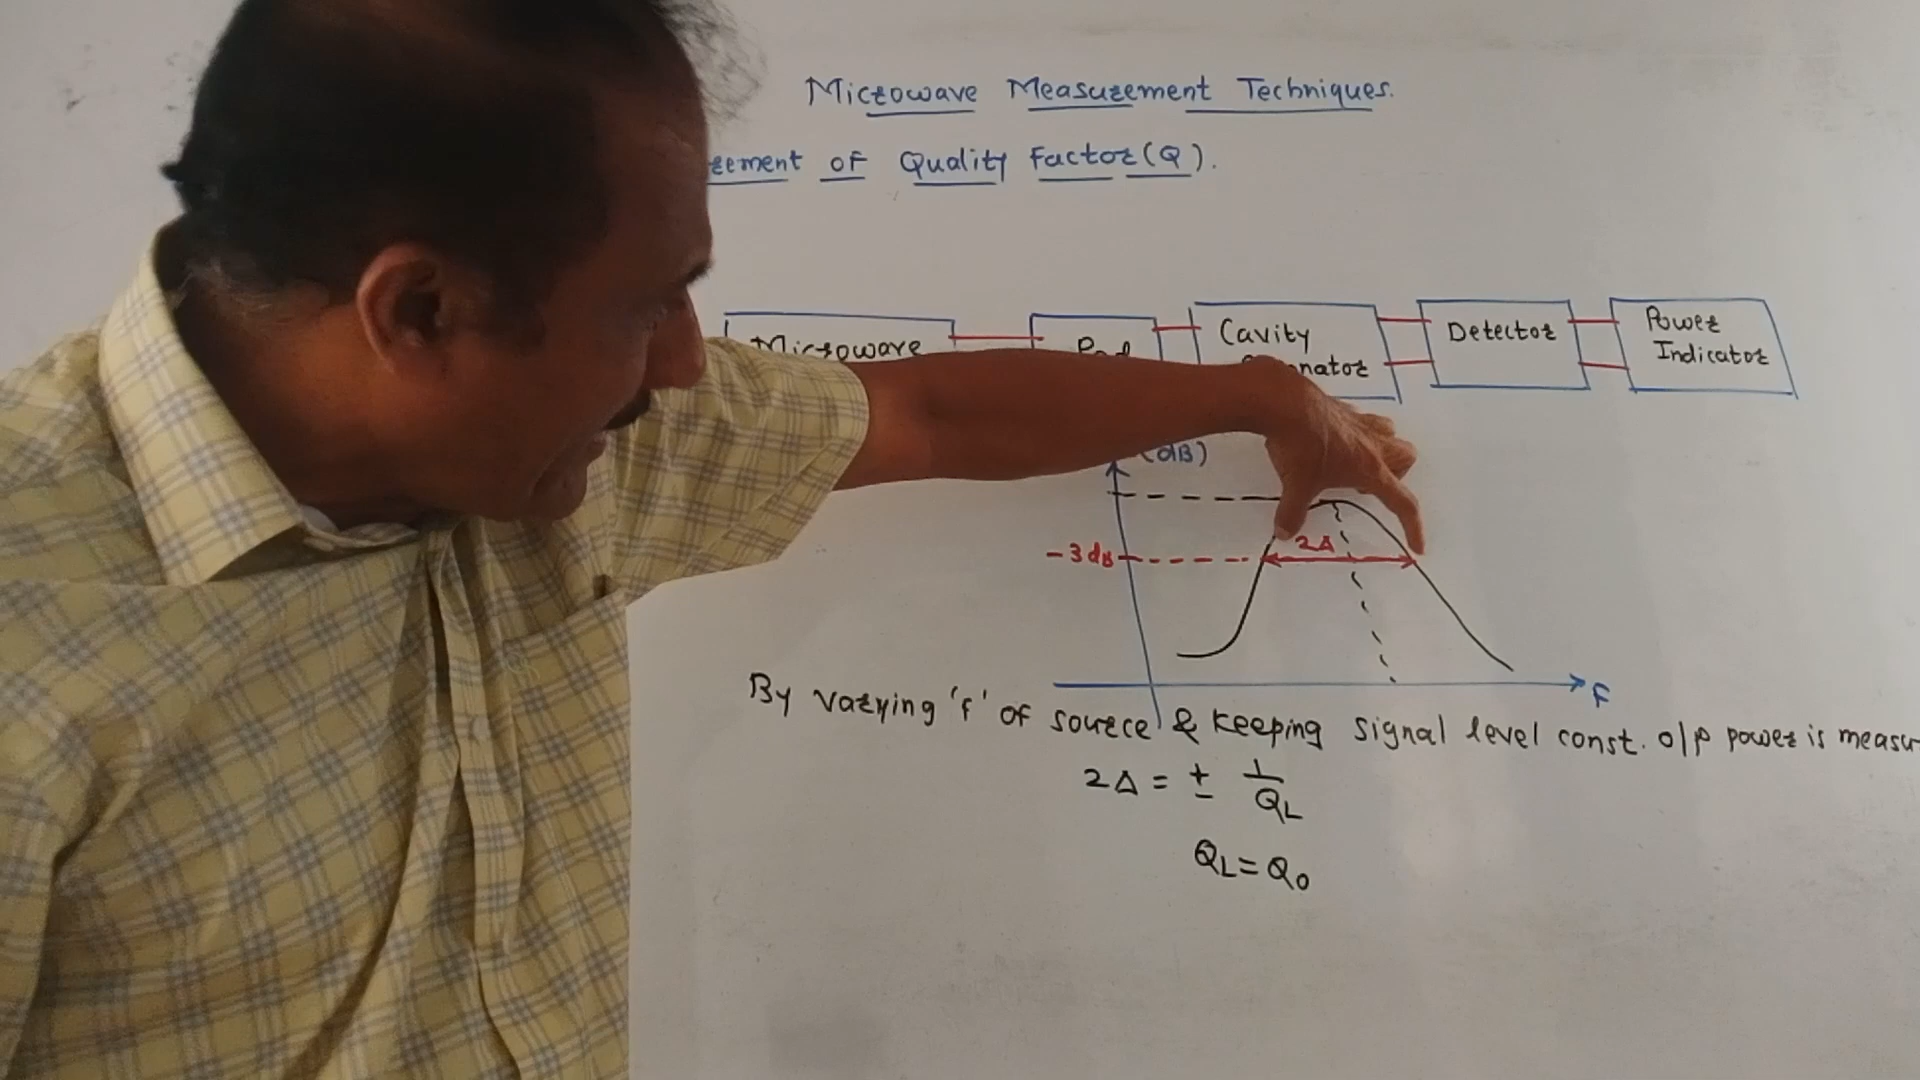 Microwave Measurement Techniques.
of Quality Factor(Q).
Microwave
Cavity
Detector
Power
Indicator
(dB)
-3dB
2Δ
F
By varying 'f' of source & keeping signal level const. o/p power is
2Δ = ± 1/QL
QL = Q0